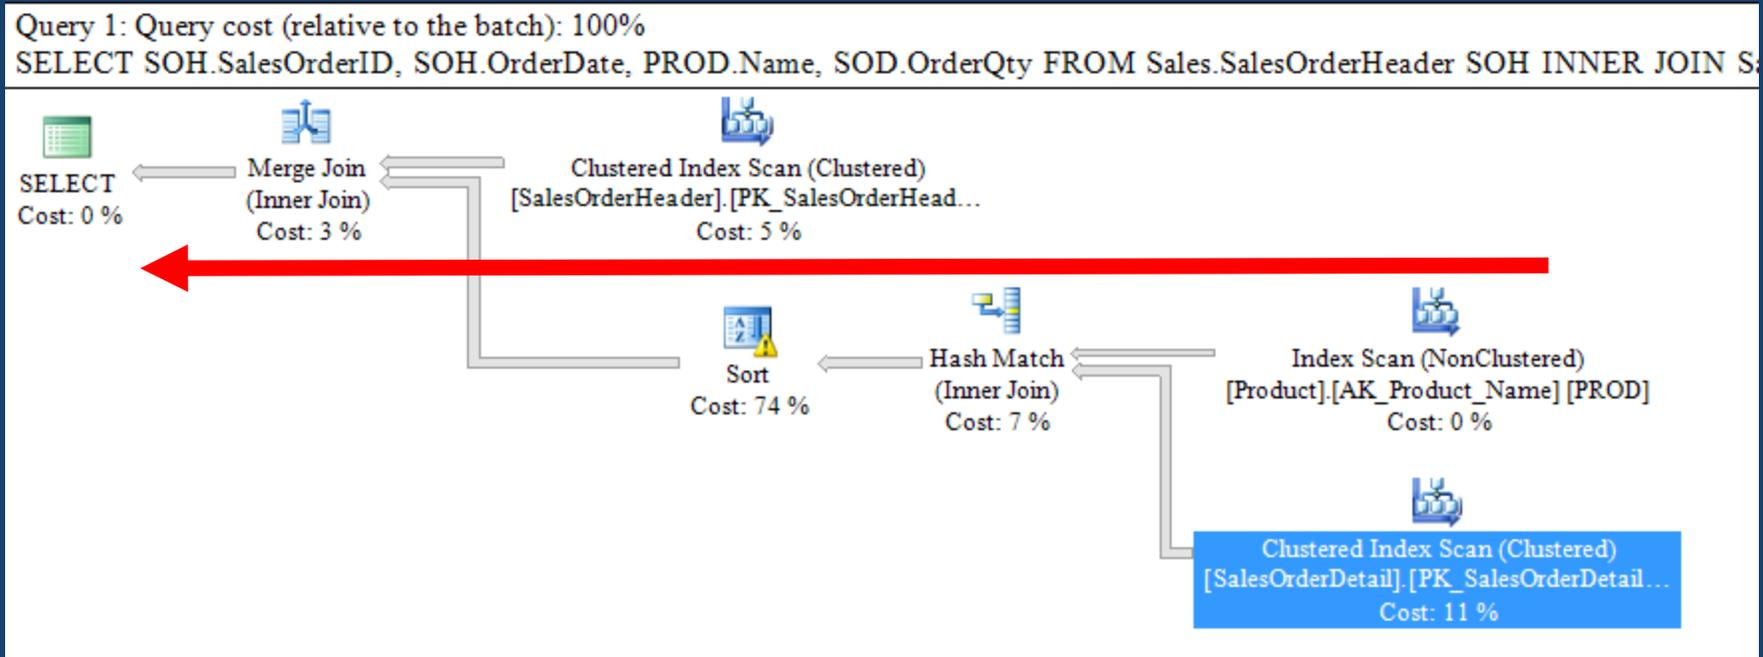 Query 1: Query cost (relative to the batch): 100%
SELECT SOH.SalesOrderID, SOH.OrderDate, PROD.Name, SOD.OrderQty FROM Sales.SalesOrderHeader SOH INNER JOIN
SELECT
Cost: 0 %
Merge Join
(Inner Join)
Cost: 3 %
Clustered Index Scan (Clustered)
[SalesOrderHeader].[PK_SalesOrderHead...
Cost: 5 %
Sort
Cost: 74 %
Hash Match
(Inner Join)
Cost: 7 %
Index Scan (NonClustered)
[Product].[AK_Product_Name] [PROD]
Cost: 0 %
Clustered Index Scan (Clustered)
[SalesOrderDetail].[PK_SalesOrderDetail...
Cost: 11 %